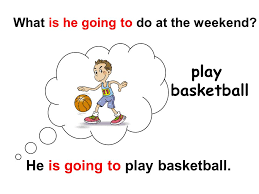 What is he going to do at the weekend?
play
basketball
He is going to play basketball.